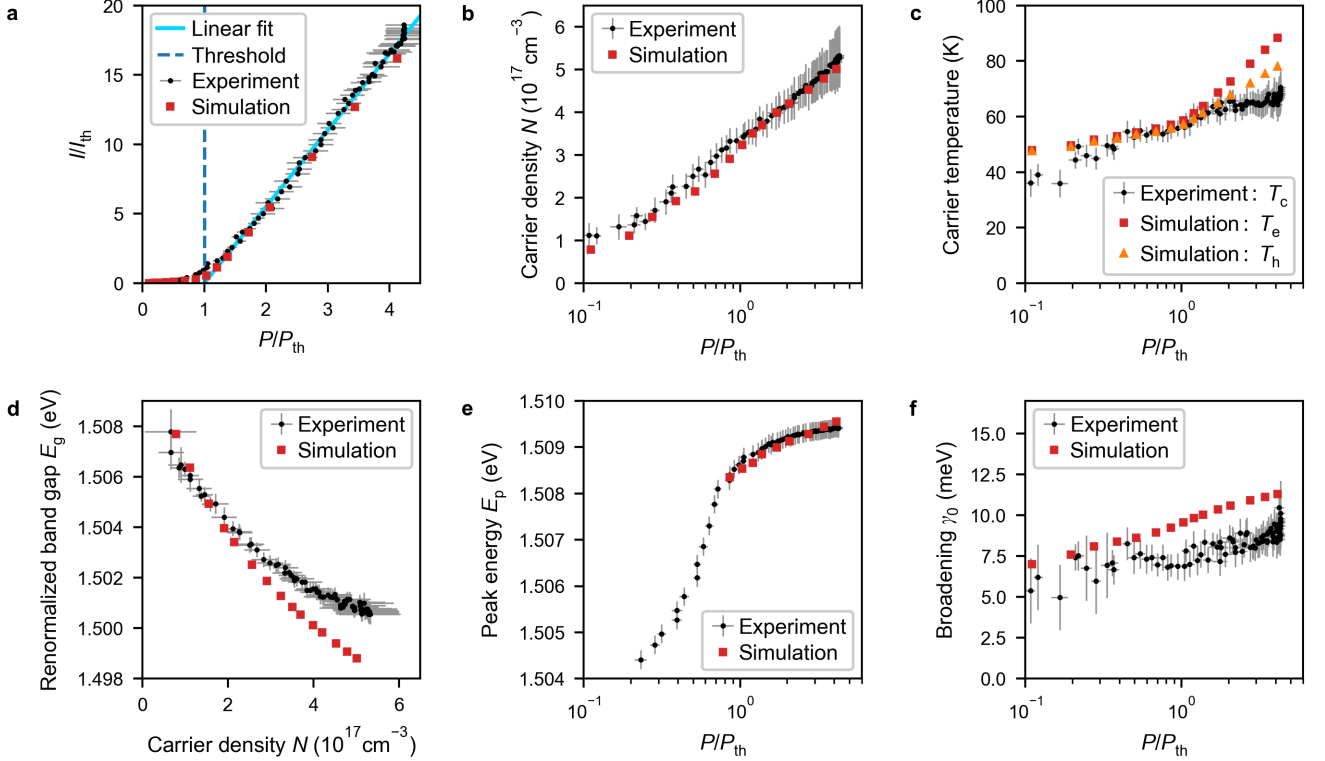 a
I/I_th
20
15
10
5
0
0 1 2 3 4
P/P_th
Linear fit
Threshold
Experiment
Simulation
b
Carrier density N (10^17 cm^−3)
6
5
4
3
2
1
0
10^−1 10^0
P/P_th
Experiment
Simulation
c
Carrier temperature (K)
100
80
60
40
20
0
10^−1 10^0
P/P_th
Experiment : T_c
Simulation : T_e
Simulation : T_h
d
Renormalized band gap E_g (eV)
1.508
1.506
1.504
1.502
1.500
1.498
0 2 4 6
Carrier density N (10^17 cm^−3)
Experiment
Simulation
e
Peak energy E_p (eV)
1.510
1.509
1.508
1.507
1.506
1.505
1.504
10^−1 10^0
P/P_th
Experiment
Simulation
f
Broadening γ_0 (meV)
15.0
12.5
10.0
7.5
5.0
2.5
0.0
10^−1 10^0
P/P_th
Experiment
Simulation